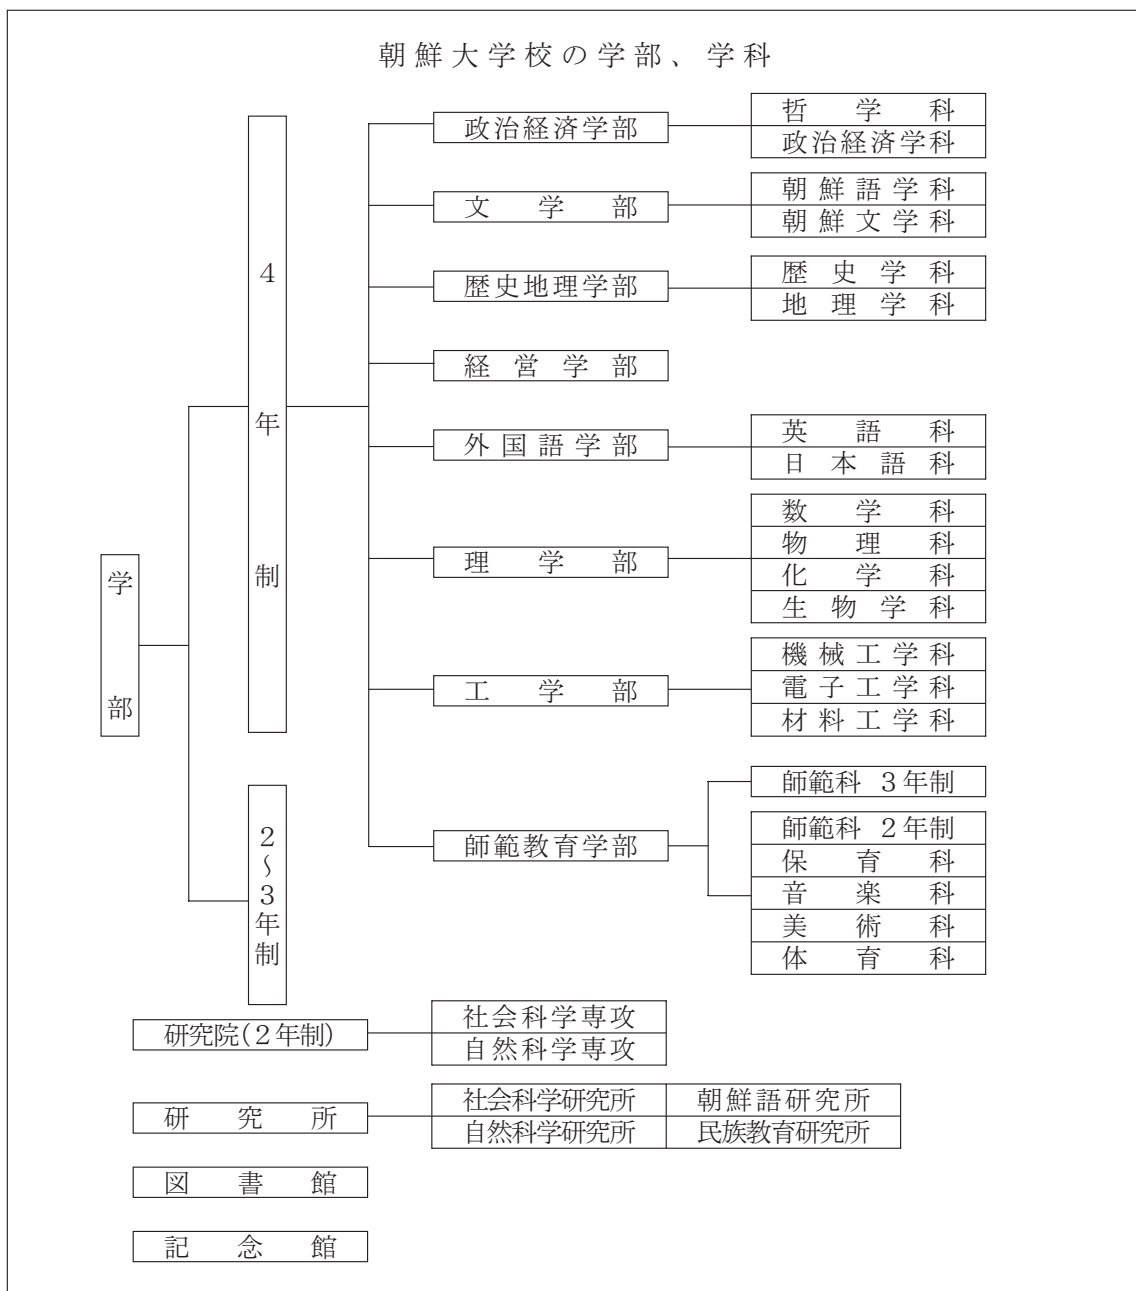 朝鮮大学校の学部、学科
学部
4年制
政治経済学部
哲学科
政治経済学科
文学部
朝鮮語学科
朝鮮文学科
歴史地理学部
歴史学科
地理学科
経営学部
外国語学部
英語科
日本語科
理学部
数学科
物理科
化学科
生物学科
工学部
機械工学科
電子工学科
材料工学科
師範教育学部
師範科 3年制
師範科 2年制
保育科
音楽科
美術科
体育科
2~3年制
研究院(2年制)
社会科学専攻
自然科学専攻
研究所
社会科学研究所 朝鮮語研究所
自然科学研究所 民族教育研究所
図書館
記念館